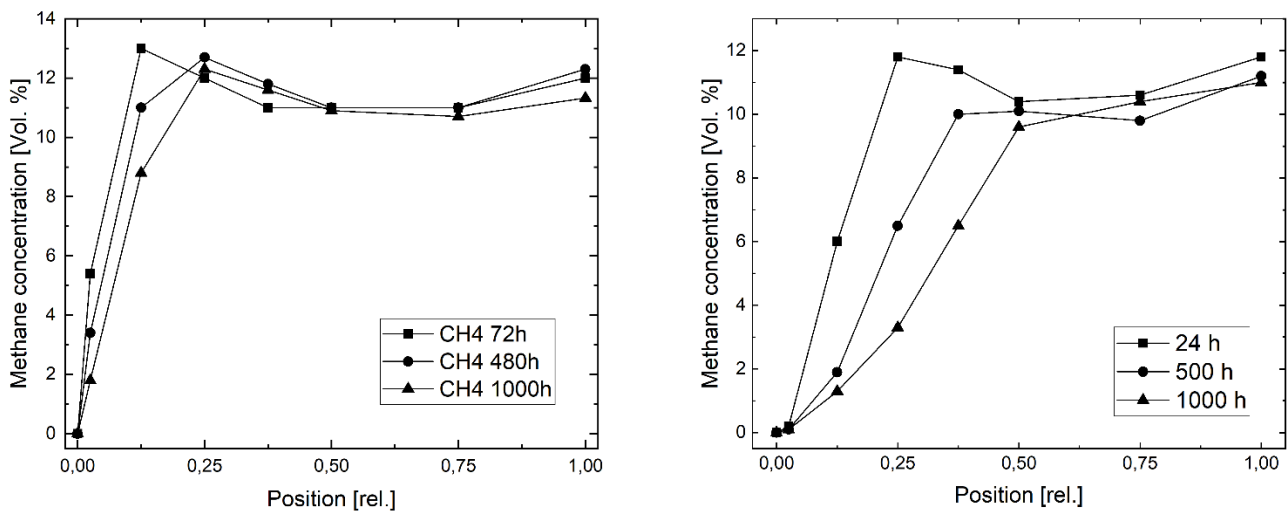 Methane concentration [Vol. %]
14
12
10
8
6
4
2
0
CH4 72h
CH4 480h
CH4 1000h
0,00 0,25 0,50 0,75 1,00
Position [rel.]
Methane concentration [Vol. %]
12
10
8
6
4
2
0
24 h
500 h
1000 h
0,00 0,25 0,50 0,75 1,00
Position [rel.]